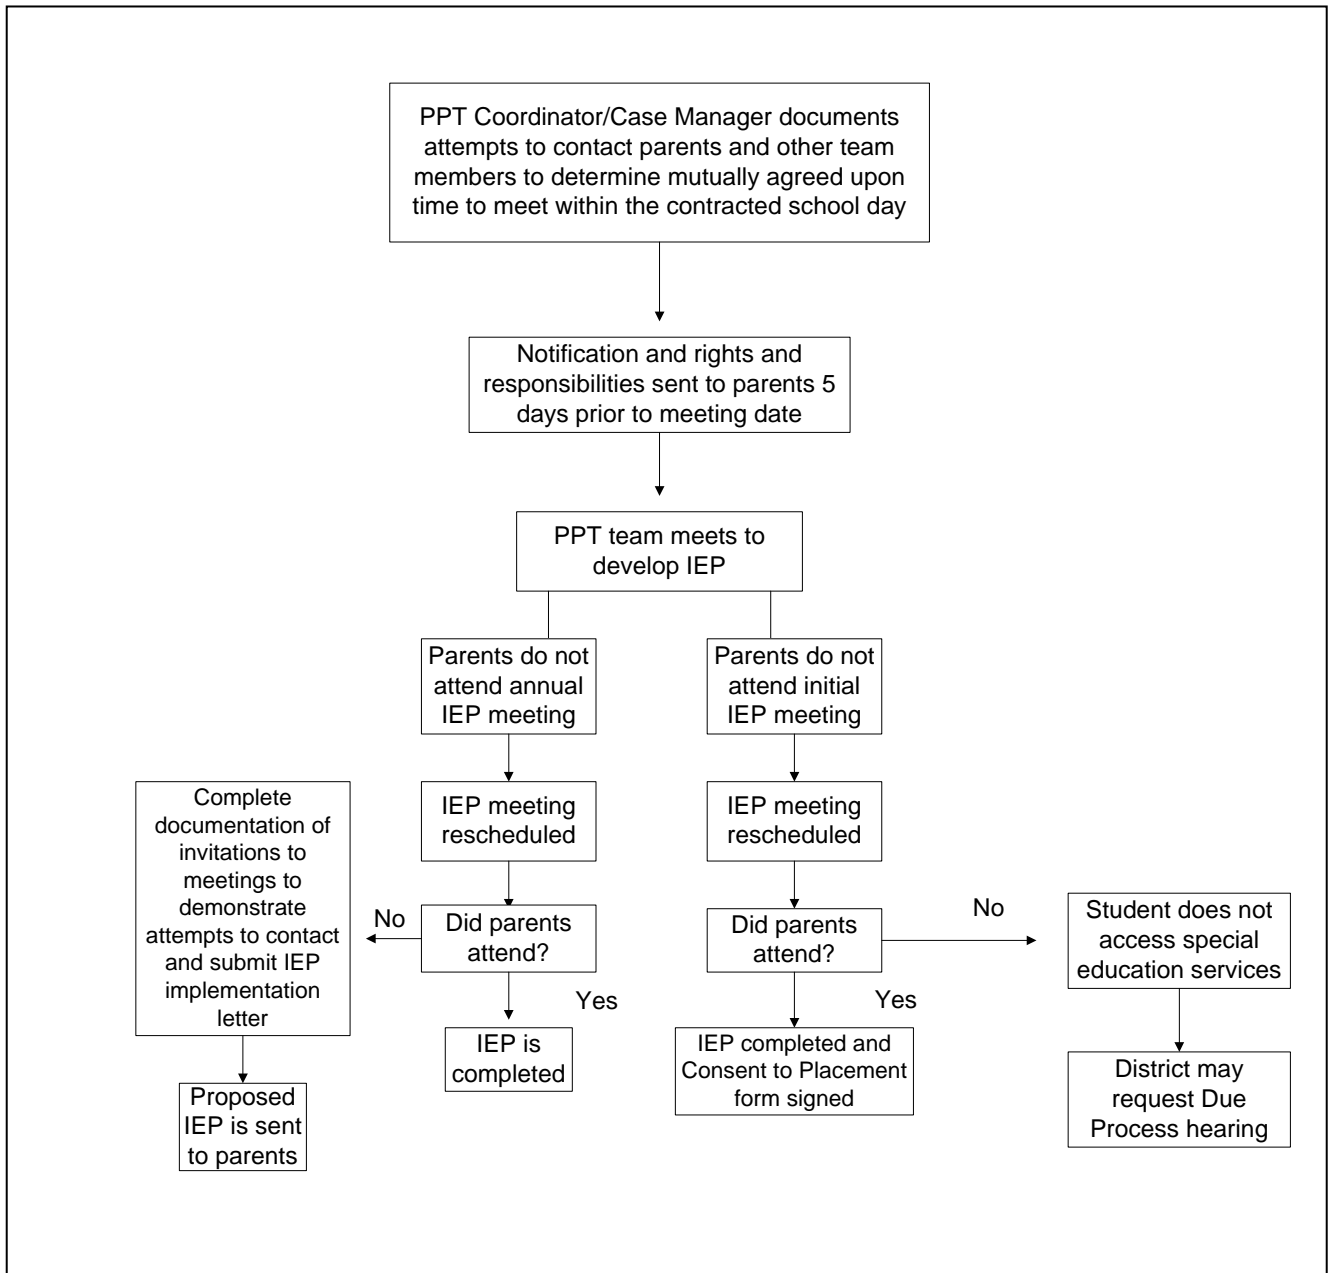 PPT Coordinator/Case Manager documents
attempts to contact parents and other team
members to determine mutually agreed upon
time to meet within the contracted school day
Notification and rights and
responsibilities sent to parents 5
days prior to meeting date
PPT team meets to
develop IEP
Parents do not
attend annual
IEP meeting
Parents do not
attend initial
IEP meeting
IEP meeting
rescheduled
IEP meeting
rescheduled
Complete
documentation of
invitations to
meetings to
demonstrate
attempts to contact
and submit IEP
implementation
letter
No
Did parents
attend?
Yes
Did parents
attend?
No
Yes
Student does not
access special
education services
Proposed
IEP is sent
to parents
IEP is
completed
IEP completed and
Consent to Placement
form signed
District may
request Due
Process hearing